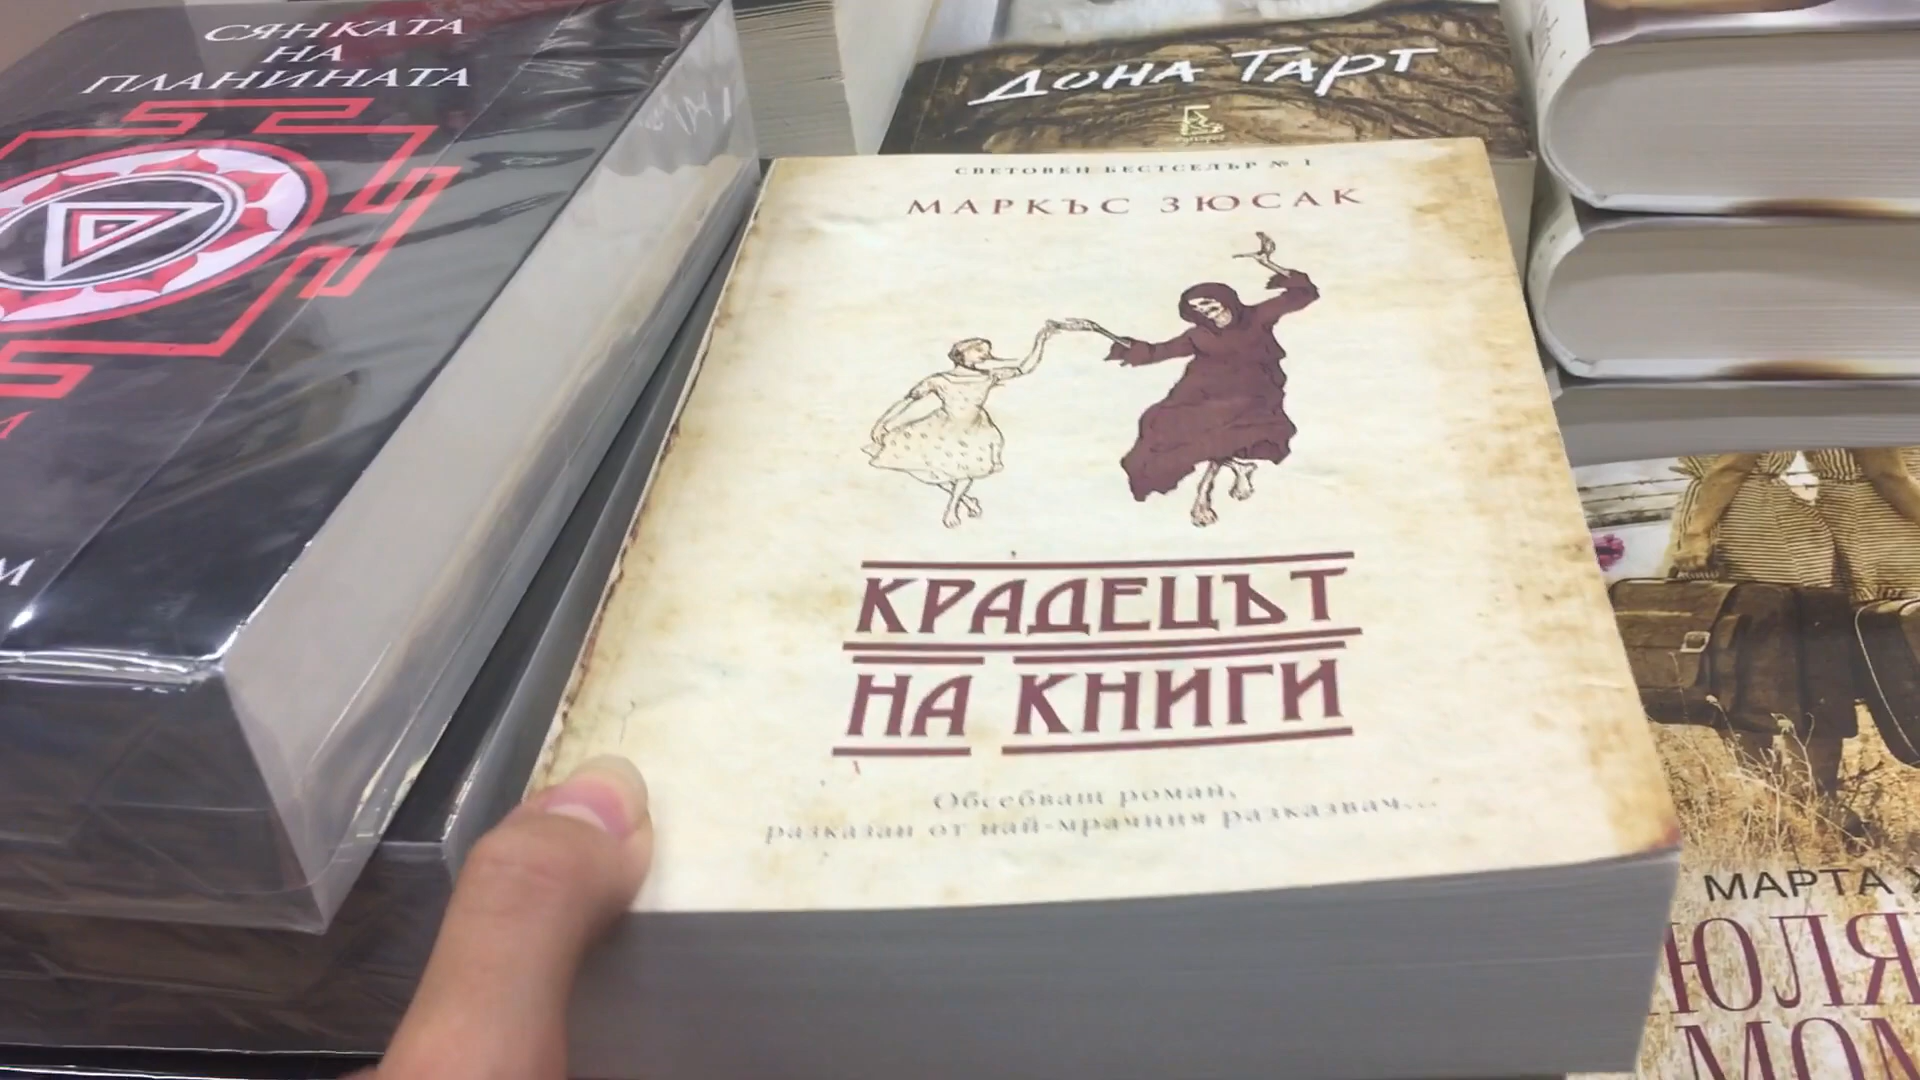 СЯНКАТА
НА
ПЛАНИНАТА
ДОНА ТАРТ
СВЕТОВЕН БЕСТСЕЛЪР № 1
МАРКЪС ЗЮСАК
КРАДЕЦЪТ
НА КНИГИ
Обсебващ роман,
разказан от най-мрачния разказвач...
МАРТА